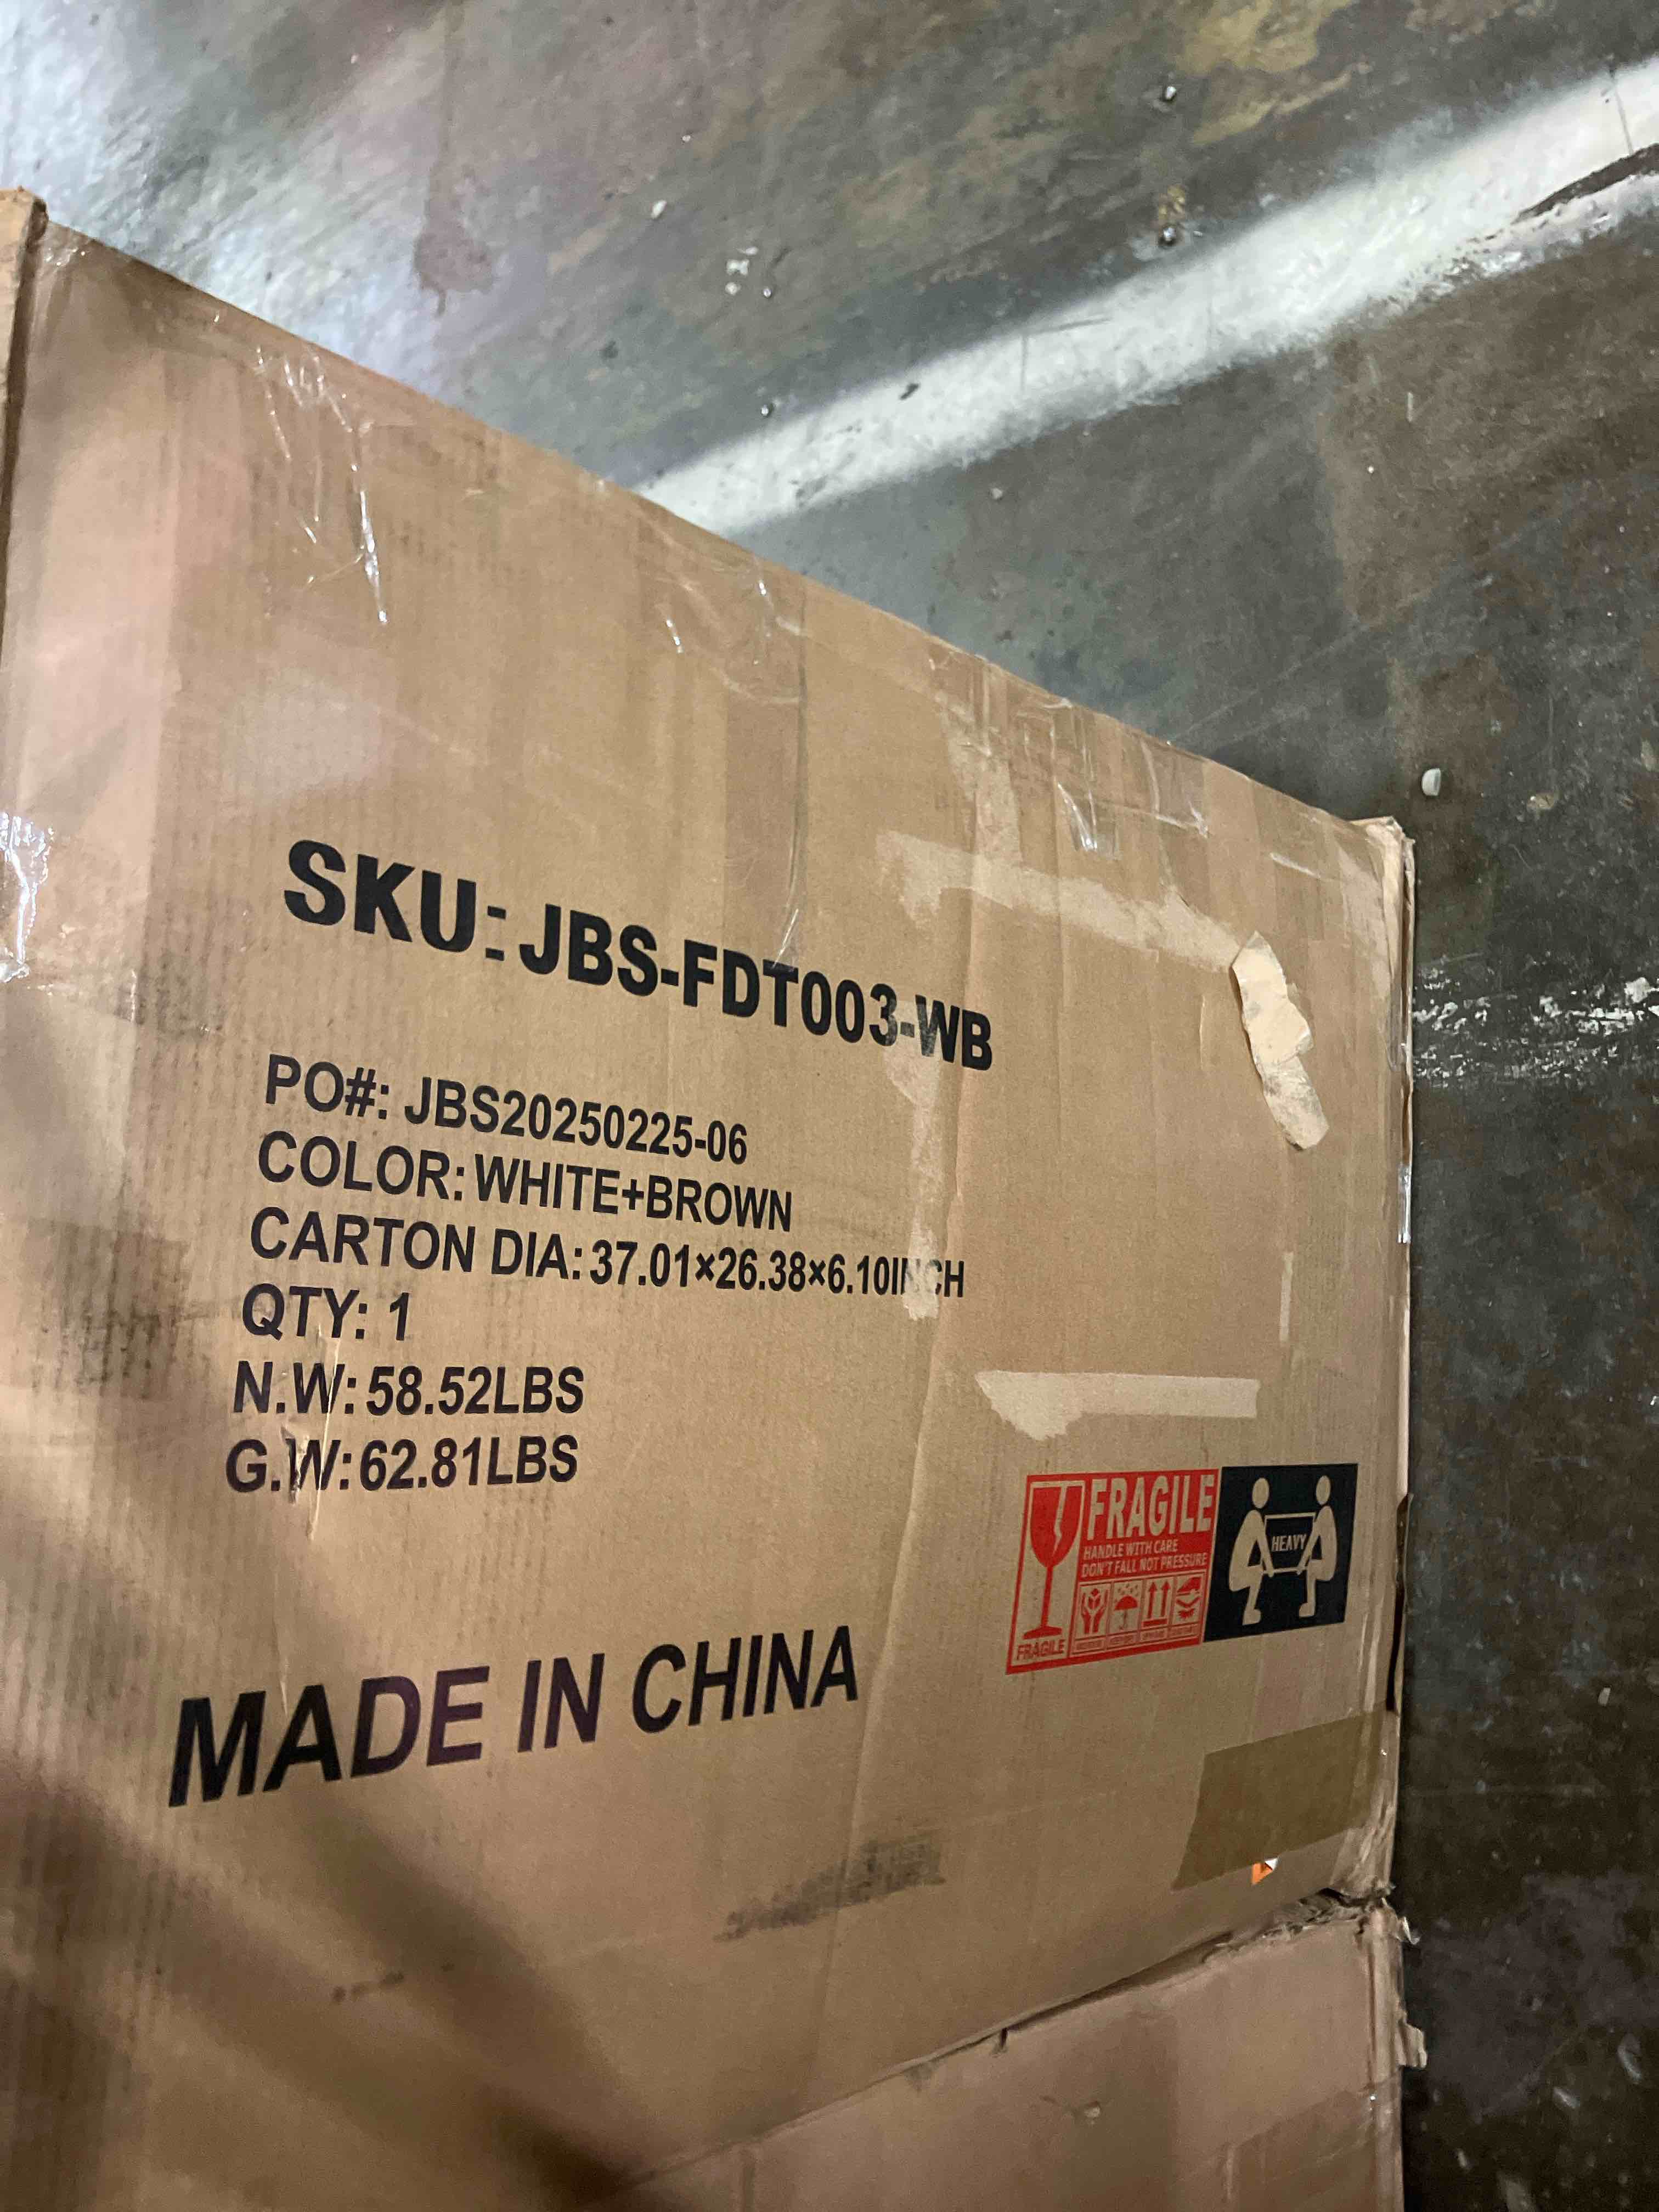 SKU: JBS-FDT003-WB
PO#: JBS20250225-06
COLOR: WHITE+BROWN
CARTON DIA: 37.01×26.38×6.10INCH
QTY: 1
N.W: 58.52LBS
G.W: 62.81LBS
FRAGILE
HANDLE WITH CARE
DON'T FALL NOT PRESSURE
FRAGILE
HEAVY
MADE IN CHINA